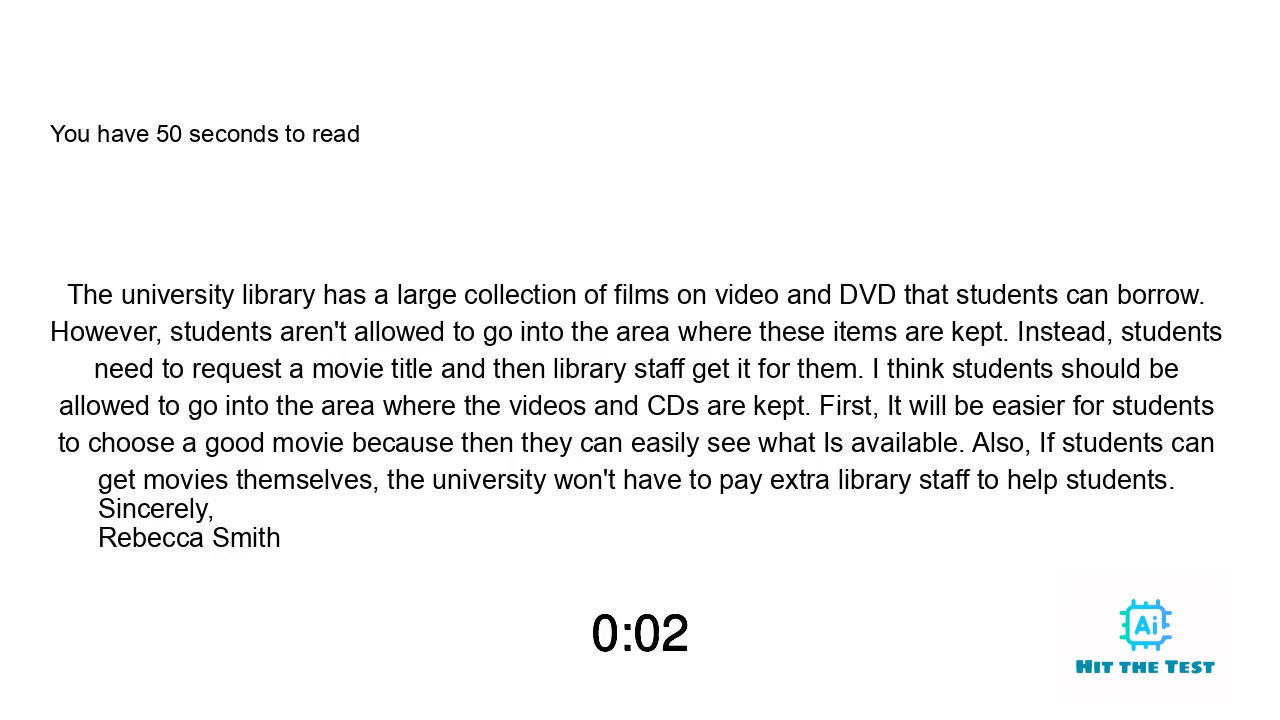 You have 50 seconds to read
The university library has a large collection of films on video and DVD that students can borrow.
However, students aren't allowed to go into the area where these items are kept. Instead, students
need to request a movie title and then library staff get it for them. I think students should be
allowed to go into the area where the videos and CDs are kept. First, It will be easier for students
to choose a good movie because then they can easily see what Is available. Also, If students can
get movies themselves, the university won't have to pay extra library staff to help students.
Sincerely,
Rebecca Smith
0:02
Ai
HIT THE TEST